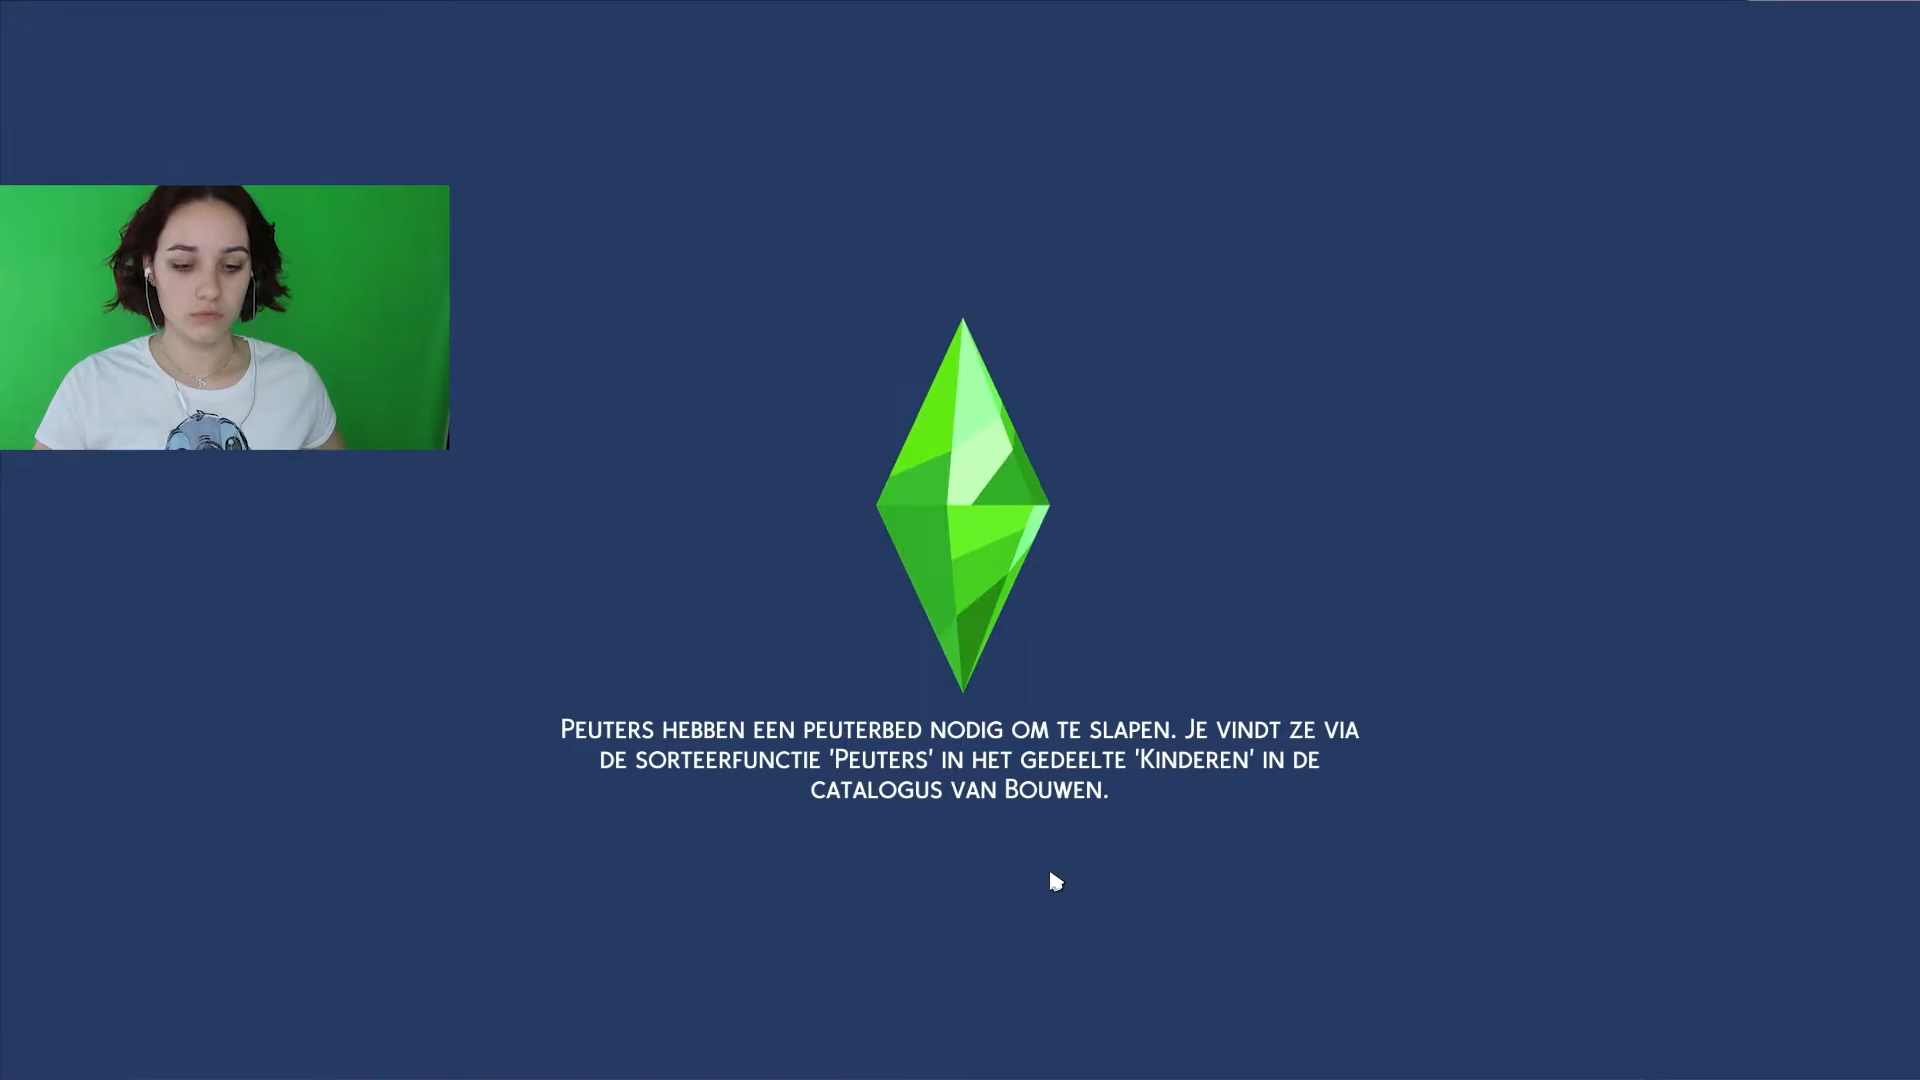 Peuters hebben een peuterbed nodig om te slapen. Je vindt ze via
de sorteerfunctie 'Peuters' in het gedeelte 'Kinderen' in de
catalogus van Bouwen.